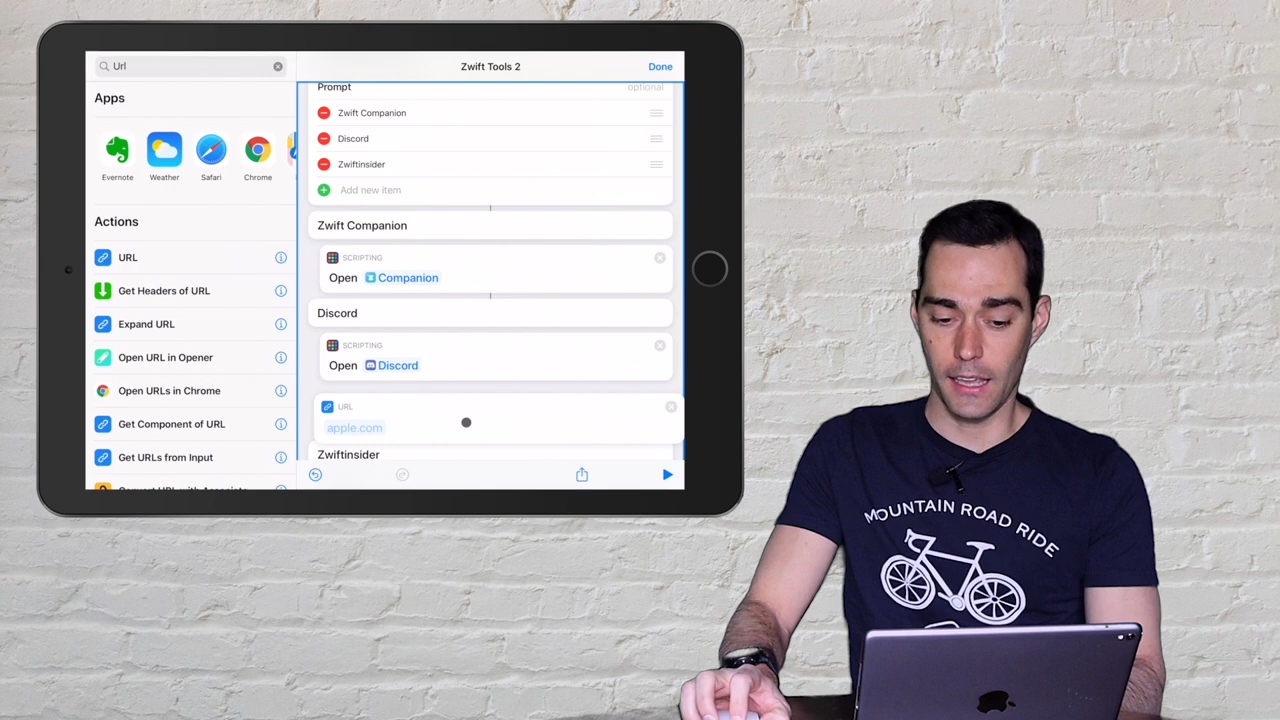 Url
Zwift Tools 2
Done
Apps
Evernote
Weather
Safari
Chrome
Actions
URL
Get Headers of URL
Expand URL
Open URL in Opener
Open URLs in Chrome
Get Component of URL
Get URLs from Input
Prompt
optional
Zwift Companion
Discord
Zwiftinsider
Add new item
Zwift Companion
SCRIPTING
Open Companion
Discord
SCRIPTING
Open Discord
URL
apple.com
Zwiftinsider
MOUNTAIN ROAD RIDE